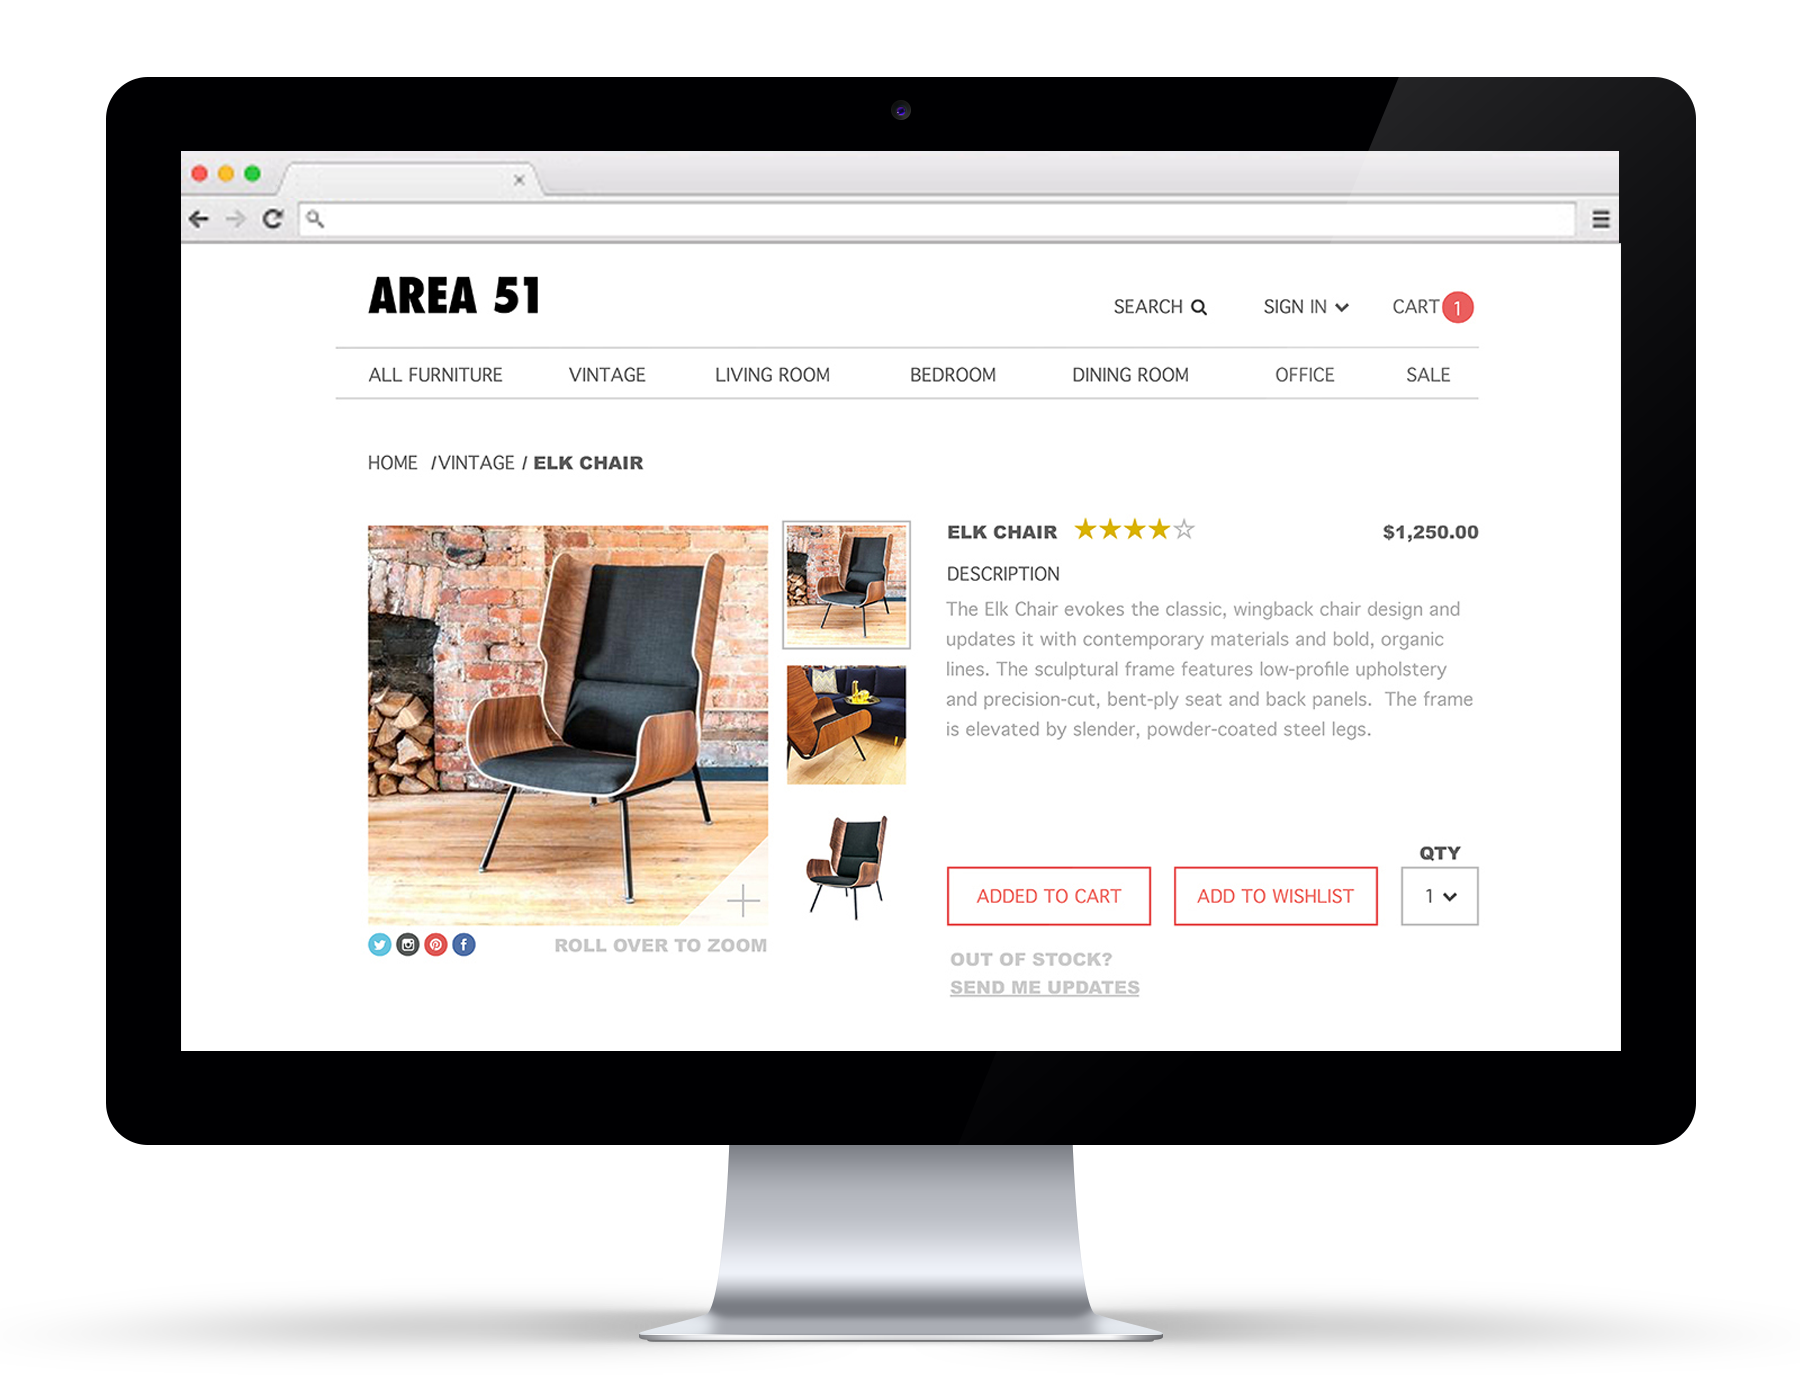 AREA 51
SEARCH
SIGN IN
CART 1
ALL FURNITURE VINTAGE LIVING ROOM BEDROOM DINING ROOM OFFICE SALE
HOME /VINTAGE / ELK CHAIR
ELK CHAIR $1,250.00
DESCRIPTION
The Elk Chair evokes the classic, wingback chair design and
updates it with contemporary materials and bold, organic
lines. The sculptural frame features low-profile upholstery
and precision-cut, bent-ply seat and back panels. The frame
is elevated by slender, powder-coated steel legs.
QTY
ADDED TO CART
ADD TO WISHLIST
1
ROLL OVER TO ZOOM
OUT OF STOCK?
SEND ME UPDATES